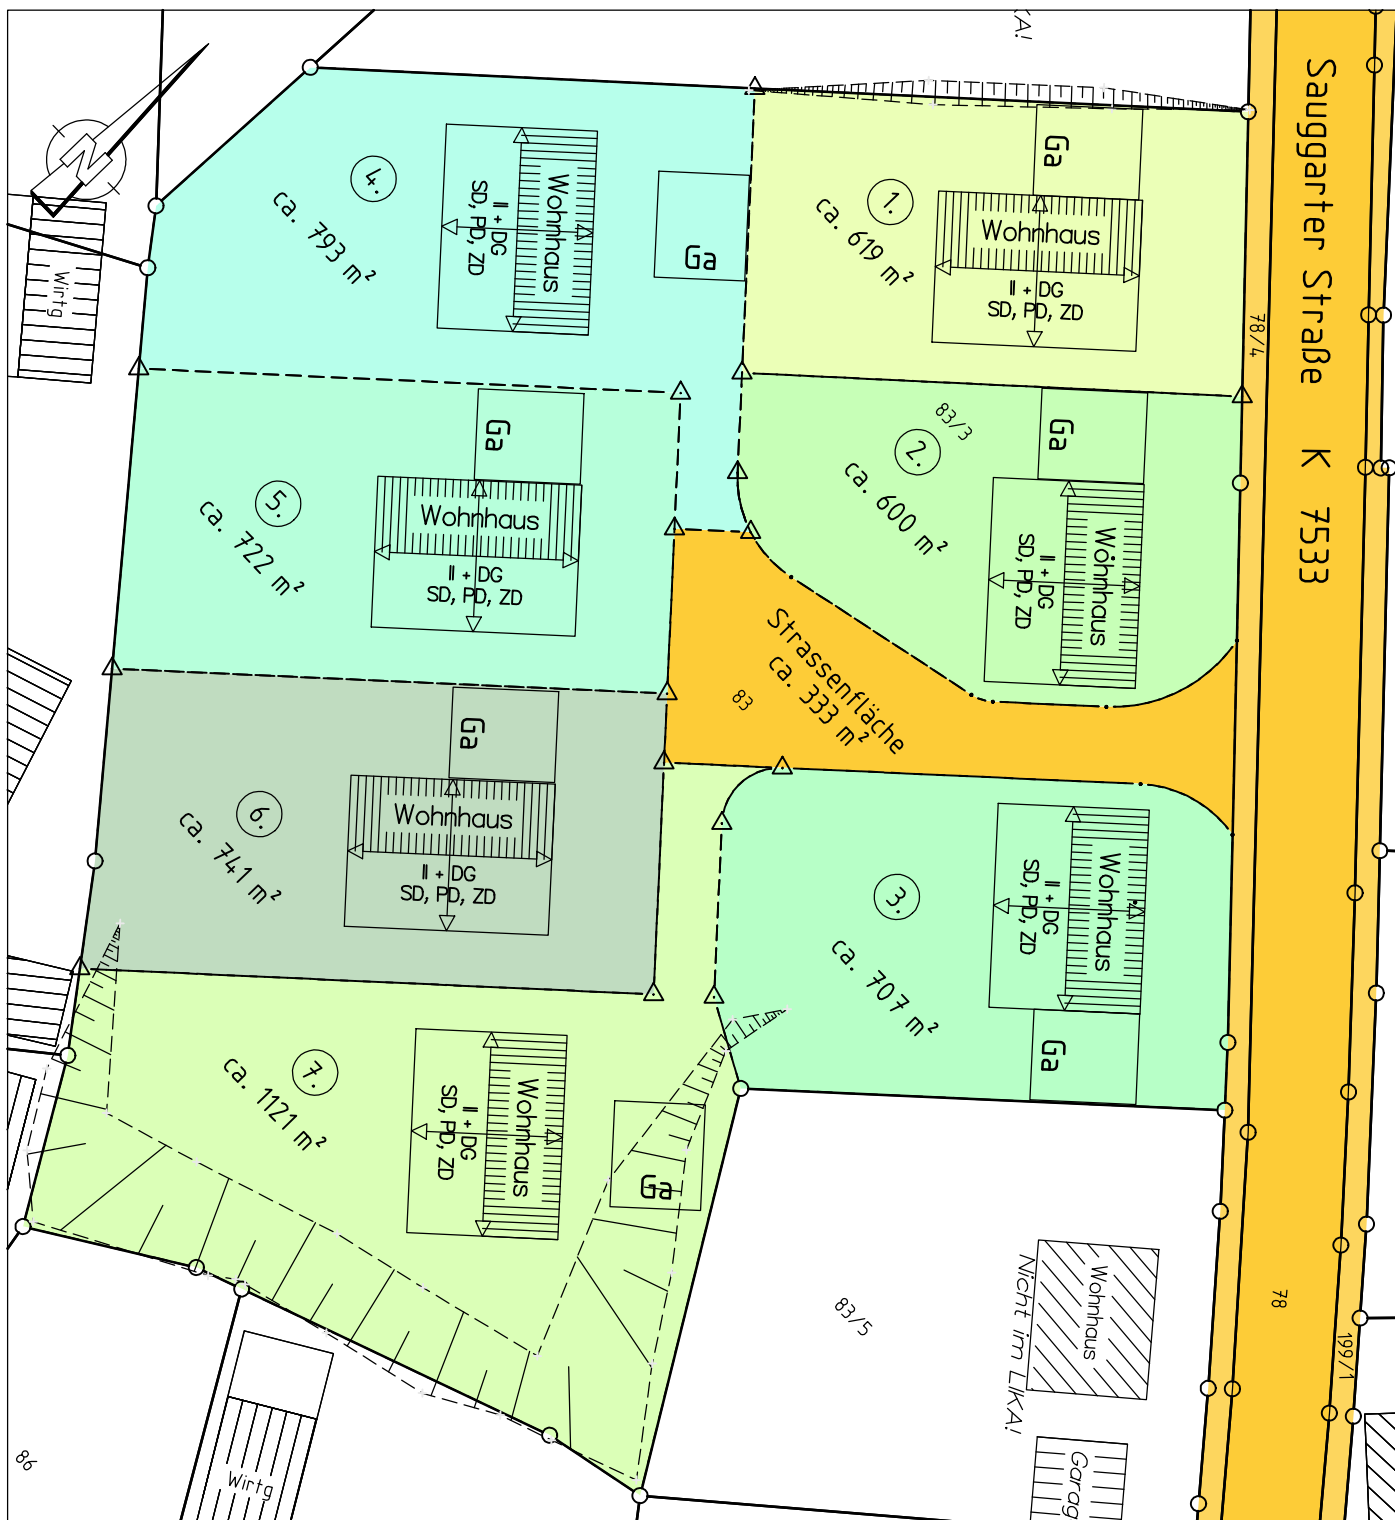 KA!
Sauggarter Straße K 7533
N
4.
ca. 793 m²
Wohnhaus
II + DG
SD, PD, ZD
Ga
1.
ca. 619 m²
Ga
Wohnhaus
II + DG
SD, PD, ZD
78/4
Wirtg
83/3
2.
ca. 600 m²
Ga
Wohnhaus
II + DG
SD, PD, ZD
5.
ca. 722 m²
Ga
Wohnhaus
II + DG
SD, PD, ZD
Strassenfläche
ca. 333 m²
83
6.
ca. 741 m²
Ga
Wohnhaus
II + DG
SD, PD, ZD
3.
ca. 707 m²
Wohnhaus
II + DG
SD, PD, ZD
Ga
7.
ca. 1121 m²
Wohnhaus
II + DG
SD, PD, ZD
Ga
83/5
Wohnhaus
Nicht im LIKA!
78
199/1
86
Wirtg
Garag